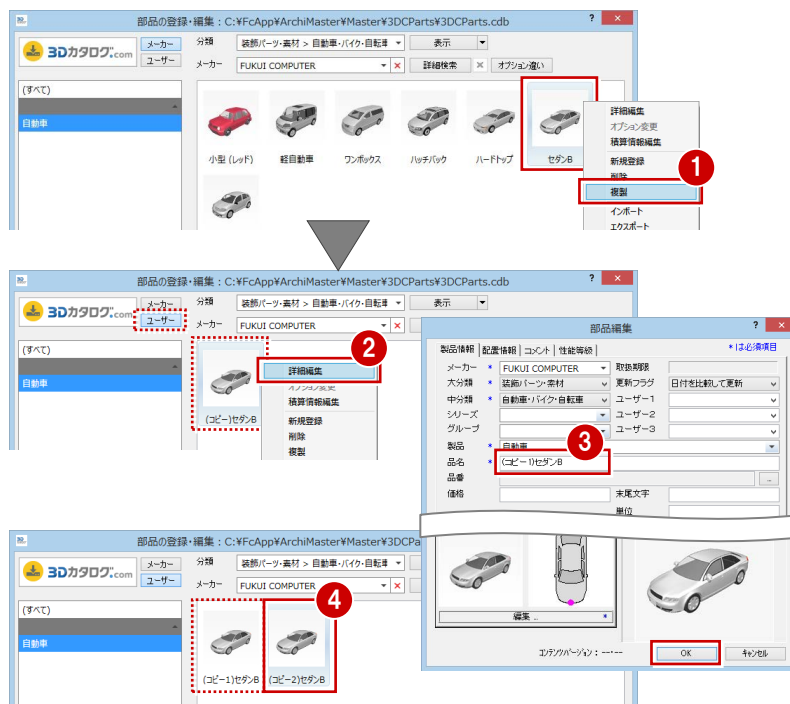 部品の登録・編集：C:¥FcApp¥ArchiMaster¥Master¥3DCParts¥3DCParts.cdb
? ×
3Dカタログ.com
メーカー
ユーザー
分類 装飾パーツ・素材 > 自動車・バイク・自転車 表示
メーカー FUKUI COMPUTER × 詳細検索 × オプション違い
(すべて)
自動車
小型(レッド) 軽自動車 ワンボックス ハッチバック ハードトップ セダンB
詳細編集
オプション変更
積算情報編集
新規登録
削除
複製
インポート
エクスポート
1
部品の登録・編集：C:¥FcApp¥ArchiMaster¥Master¥3DCParts¥3DCParts.cdb
? ×
3Dカタログ.com
メーカー
ユーザー
分類 装飾パーツ・素材 > 自動車・バイク・自転車 表示
メーカー FUKUI COMPUTER ×
(すべて)
自動車
(コピー)セダンB
2
詳細編集
オプション変更
積算情報編集
新規登録
削除
複製
部品編集
? ×
製品情報 配置情報 コメント 性能等級
* は必須項目
メーカー * FUKUI COMPUTER 取扱期限
大分類 * 装飾パーツ・素材 更新フラグ 日付を比較して更新
中分類 * 自動車・バイク・自転車 ユーザー1
シリーズ ユーザー2
グループ ユーザー3
製品 * 自動車
3
品名 * (コピー1)セダンB
品番 ...
価格 末尾文字
単位
編集 .. *
コンテンツバージョン：---.--
OK キャンセル
部品の登録・編集：C:¥FcApp¥ArchiMaster¥Master¥3DCPa
3Dカタログ.com
メーカー
ユーザー
分類 装飾パーツ・素材 > 自動車・バイク・自転車
メーカー FUKUI COMPUTER ×
(すべて)
自動車
4
(コピー1)セダンB (コピー2)セダンB